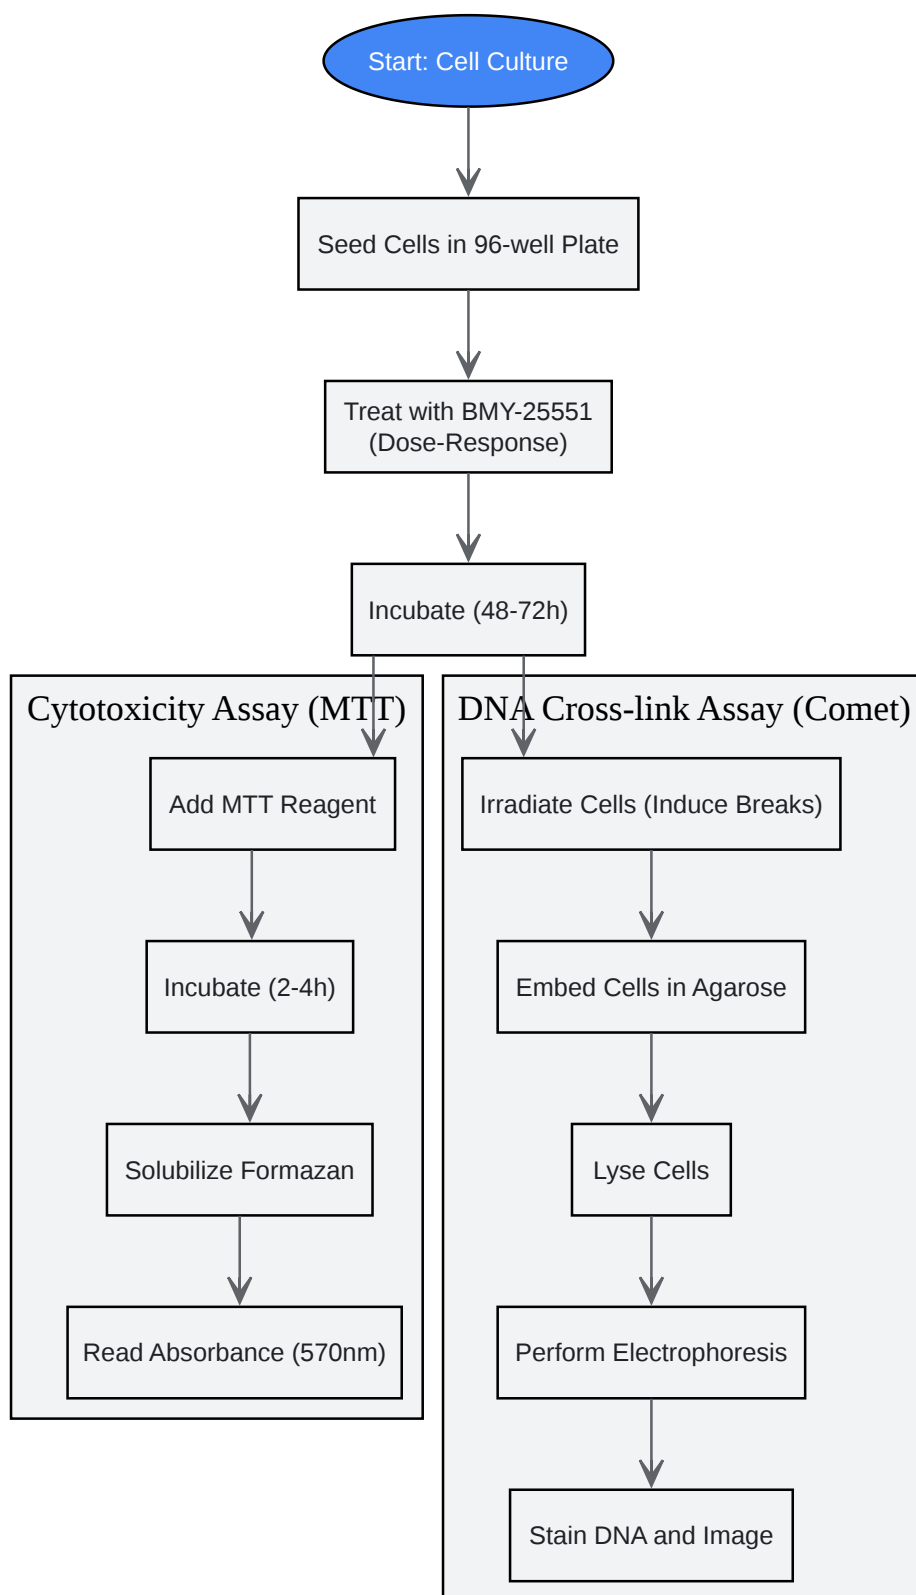 Start: Cell Culture
Seed Cells in 96-well Plate
Treat with BMY-25551
(Dose-Response)
Incubate (48-72h)
Cytotoxicity Assay (MTT)
Add MTT Reagent
Incubate (2-4h)
Solubilize Formazan
Read Absorbance (570nm)
DNA Cross-link Assay (Comet)
Irradiate Cells (Induce Breaks)
Embed Cells in Agarose
Lyse Cells
Perform Electrophoresis
Stain DNA and Image